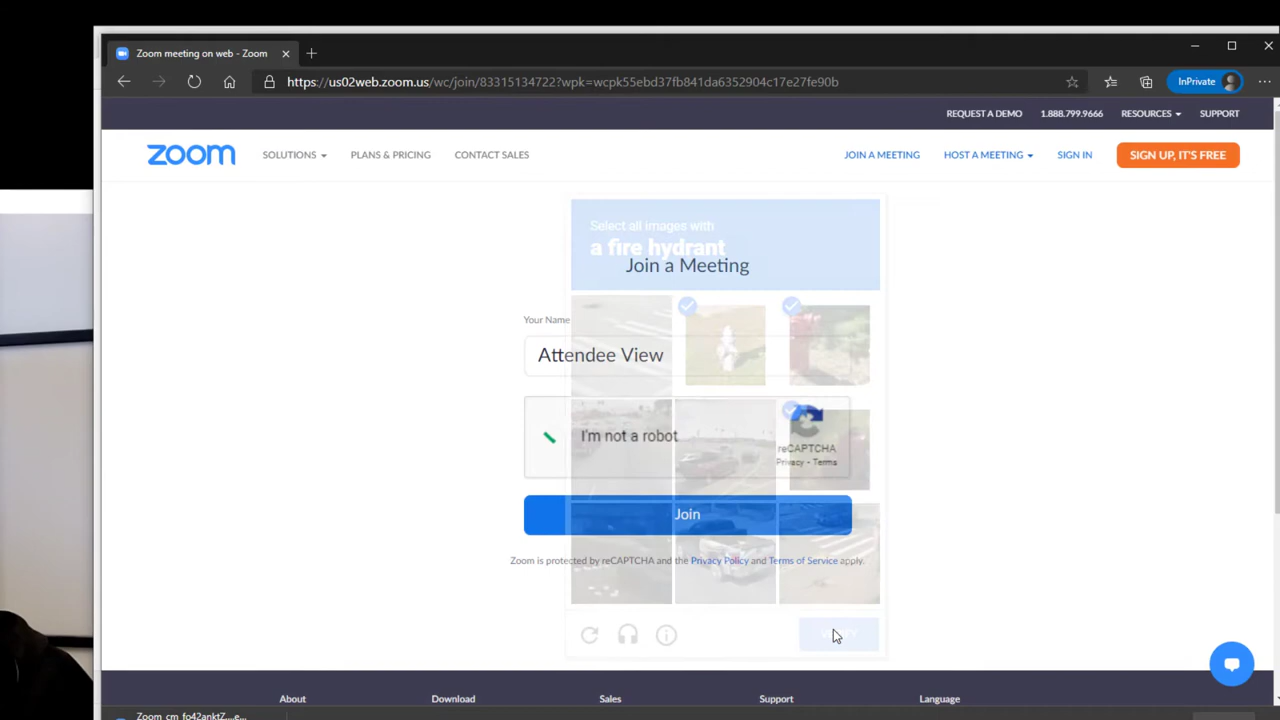 Zoom meeting on web - Zoom
https://us02web.zoom.us/wc/join/83315134722?wpk=wcpk55ebd37fb841da6352904c17e27fe90b
InPrivate
REQUEST A DEMO 1.888.799.9666 RESOURCES SUPPORT
zoom SOLUTIONS PLANS & PRICING CONTACT SALES JOIN A MEETING HOST A MEETING SIGN IN SIGN UP, IT'S FREE
Select all images with
a fire hydrant
Join a Meeting
Your Name
Attendee View
I'm not a robot
reCAPTCHA
Privacy - Terms
Join
Zoom is protected by reCAPTCHA and the Privacy Policy and Terms of Service apply.
About Download Sales Support Language